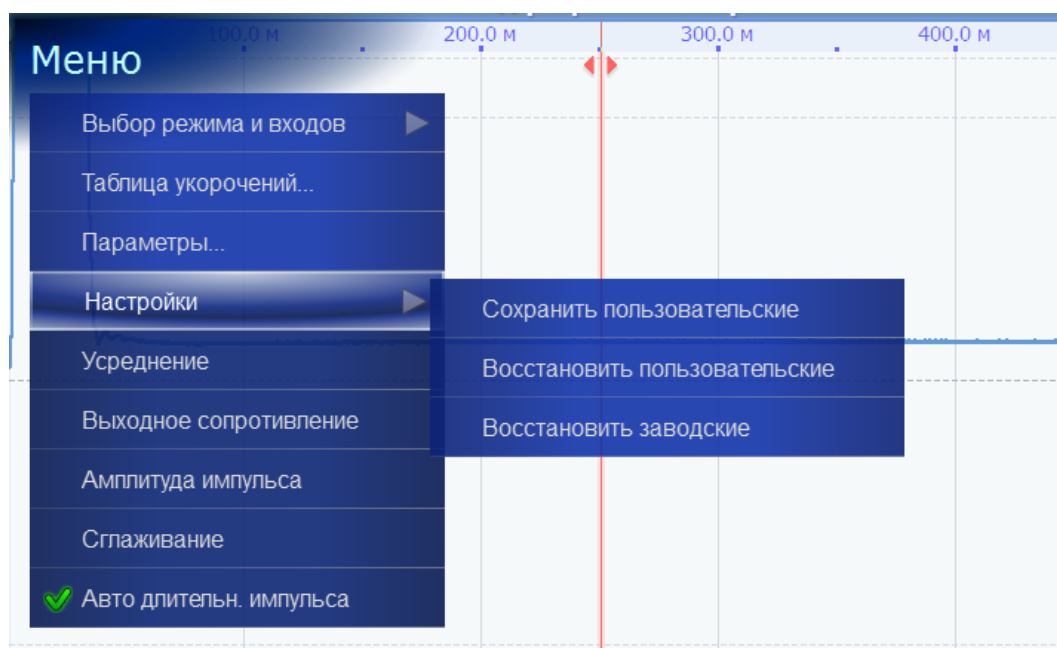 100.0 м 200.0 м 300.0 м 400.0 м
Меню
Выбор режима и входов
Таблица укорочений...
Параметры...
Настройки
Сохранить пользовательские
Усреднение
Восстановить пользовательские
Выходное сопротивление
Восстановить заводские
Амплитуда импульса
Сглаживание
Авто длительн. импульса